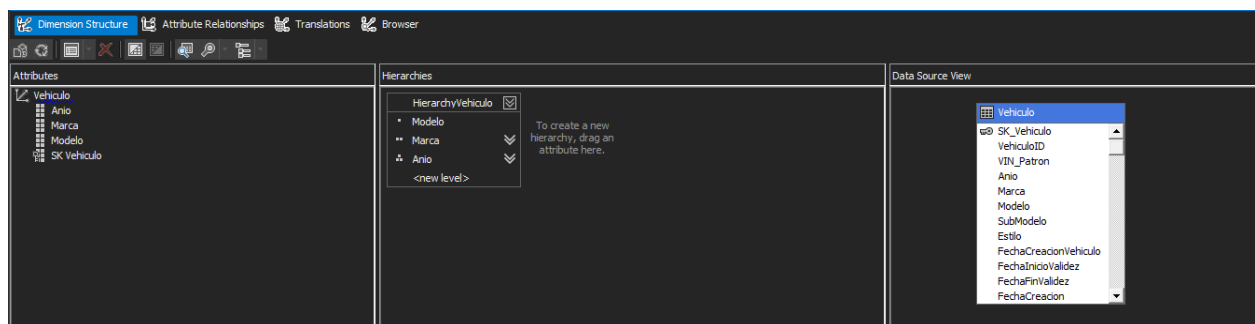 Dimension Structure Attribute Relationships Translations Browser
Attributes
Vehiculo
Anio
Marca
Modelo
SK Vehiculo
Hierarchies
HierarchyVehiculo
Modelo
Marca
Anio
<new level>
To create a new
hierarchy, drag an
attribute here.
Data Source View
Vehiculo
SK_Vehiculo
VehiculoID
VIN_Patron
Anio
Marca
Modelo
SubModelo
Estilo
FechaCreacionVehiculo
FechaInicioValidez
FechaFinValidez
FechaCreacion